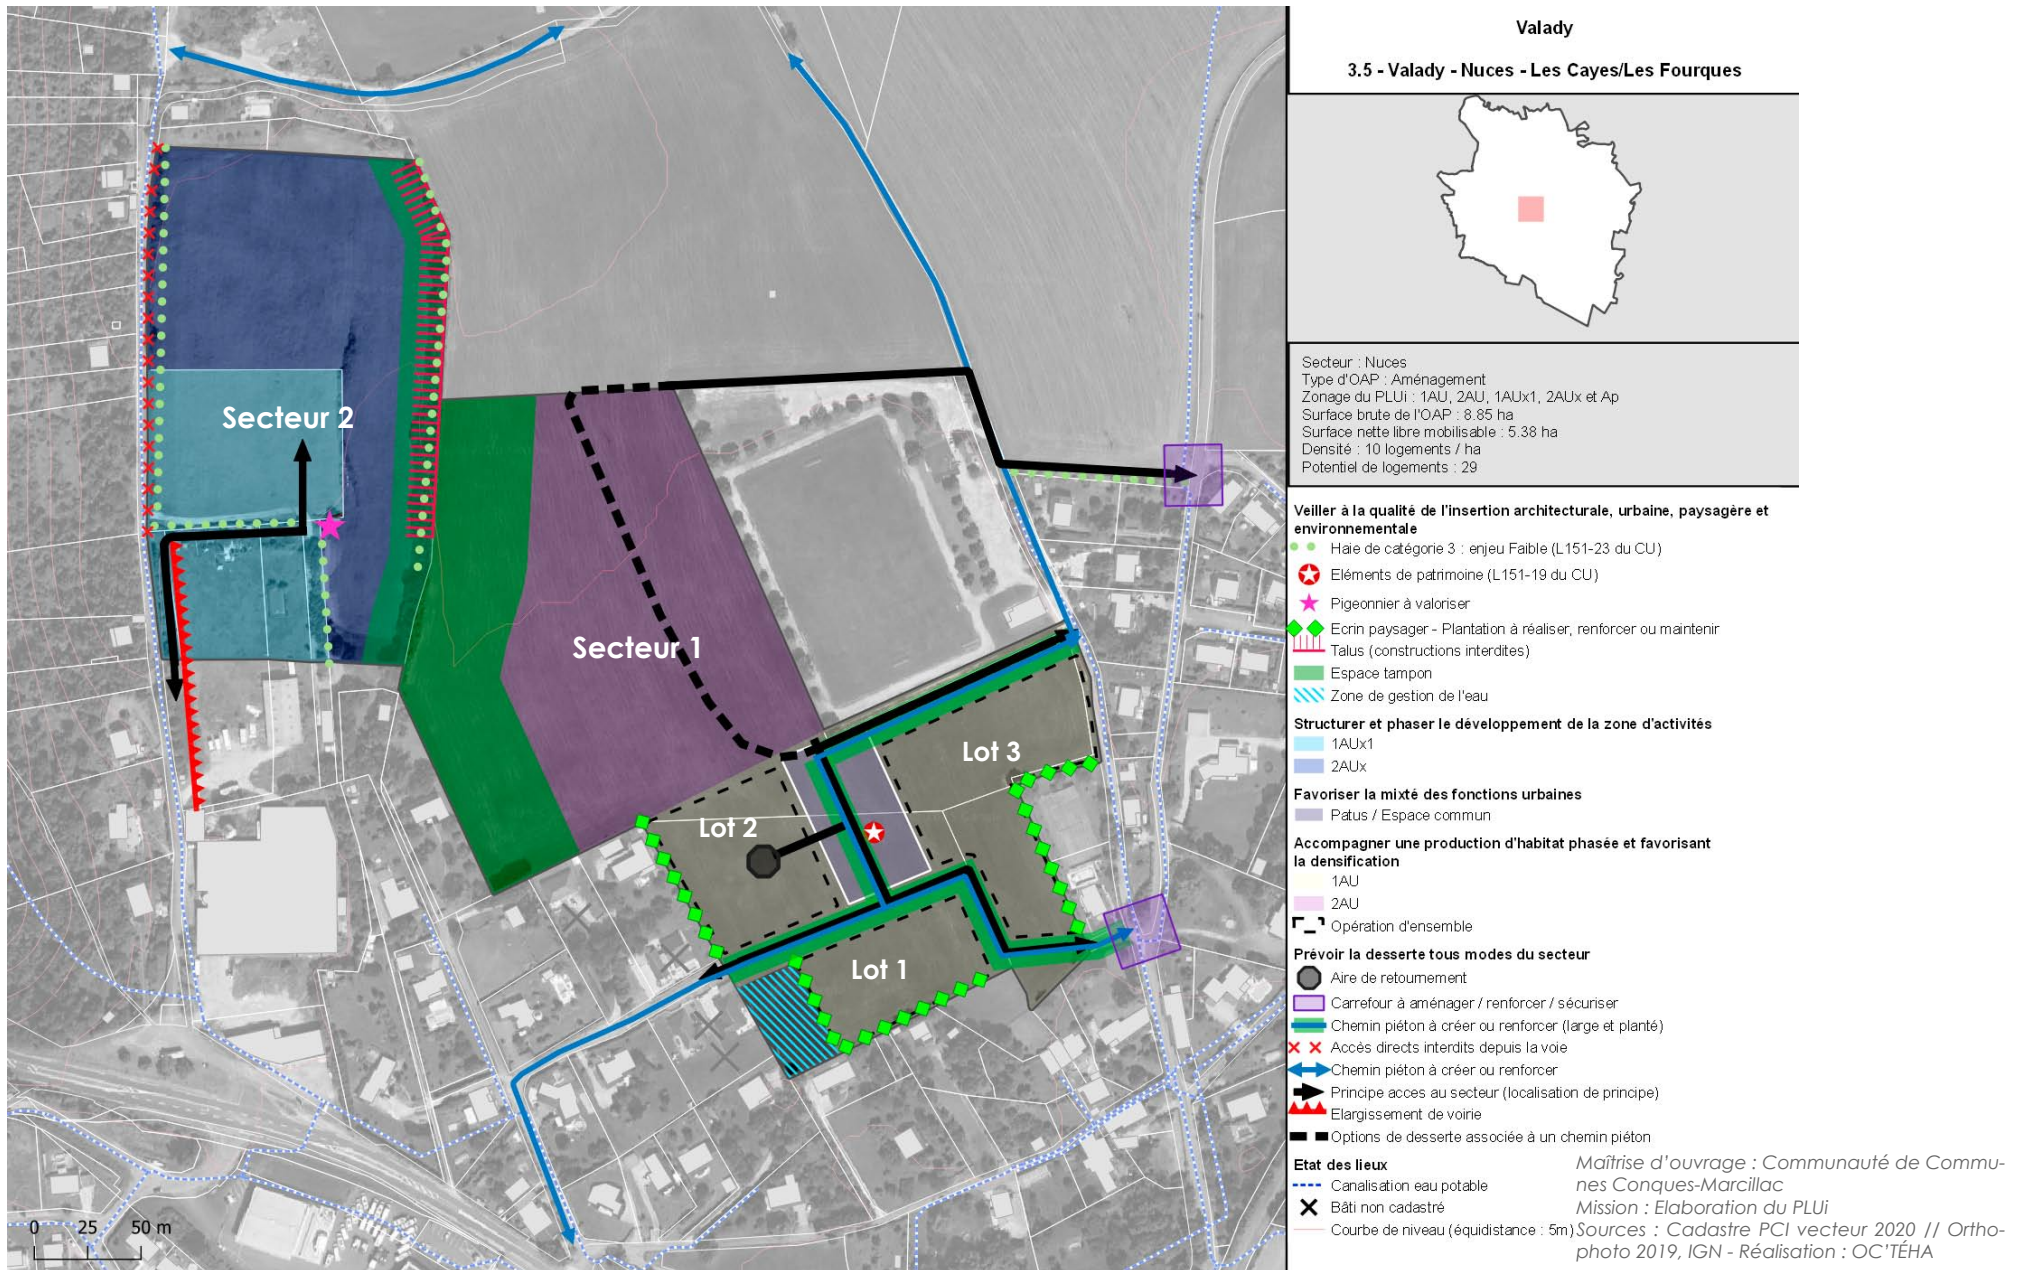 Valady
3.5 - Valady - Nuces - Les Cayes/Les Fourques
Secteur : Nuces
Type d'OAP : Aménagement
Zonage du PLUi : 1AU, 2AU, 1AUx1, 2AUx et Ap
Surface brute de l'OAP : 8.85 ha
Surface nette libre mobilisable : 5.38 ha
Densité : 10 logements / ha
Potentiel de logements : 29
Veiller à la qualité de l'insertion architecturale, urbaine, paysagère et
environnementale
Haie de catégorie 3 : enjeu Faible (L151-23 du CU)
Eléments de patrimoine (L151-19 du CU)
Pigeonnier à valoriser
Ecrin paysager - Plantation à réaliser, renforcer ou maintenir
Talus (constructions interdites)
Espace tampon
Zone de gestion de l'eau
Structurer et phaser le développement de la zone d'activités
1AUx1
2AUx
Favoriser la mixté des fonctions urbaines
Patus / Espace commun
Accompagner une production d'habitat phasée et favorisant
la densification
1AU
2AU
Opération d'ensemble
Prévoir la desserte tous modes du secteur
Aire de retournement
Carrefour à aménager / renforcer / sécuriser
Chemin piéton à créer ou renforcer (large et planté)
Accès directs interdits depuis la voie
Chemin piéton à créer ou renforcer
Principe acces au secteur (localisation de principe)
Elargissement de voirie
Options de desserte associée à un chemin piéton
Etat des lieux
Canalisation eau potable
Bâti non cadastré
Courbe de niveau (équidistance : 5m)
Maîtrise d'ouvrage : Communauté de Commu-
nes Conques-Marcillac
Mission : Elaboration du PLUi
Sources : Cadastre PCI vecteur 2020 // Ortho-
photo 2019, IGN - Réalisation : OC'TÉHA
Secteur 2
Secteur 1
Lot 3
Lot 2
Lot 1
0 25 50 m